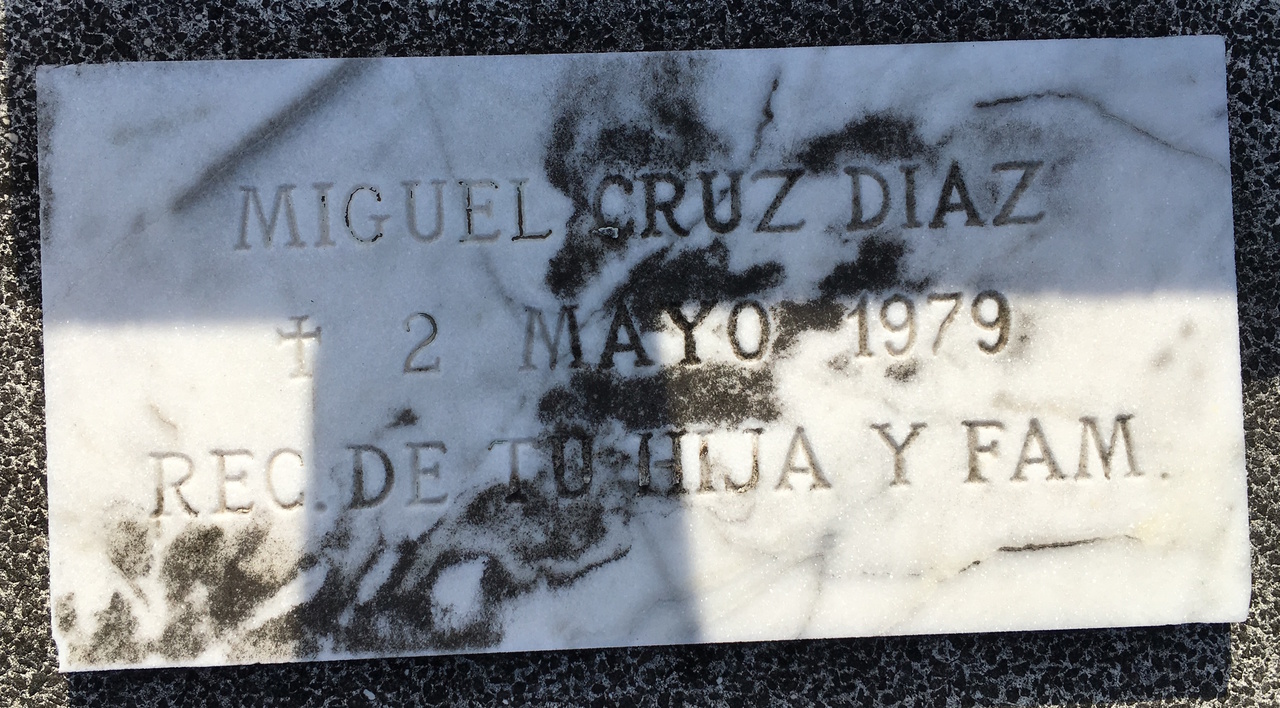 MIGUEL CRUZ DIAZ
✝ 2 MAYO 1979
REC. DE TU HIJA Y FAM.